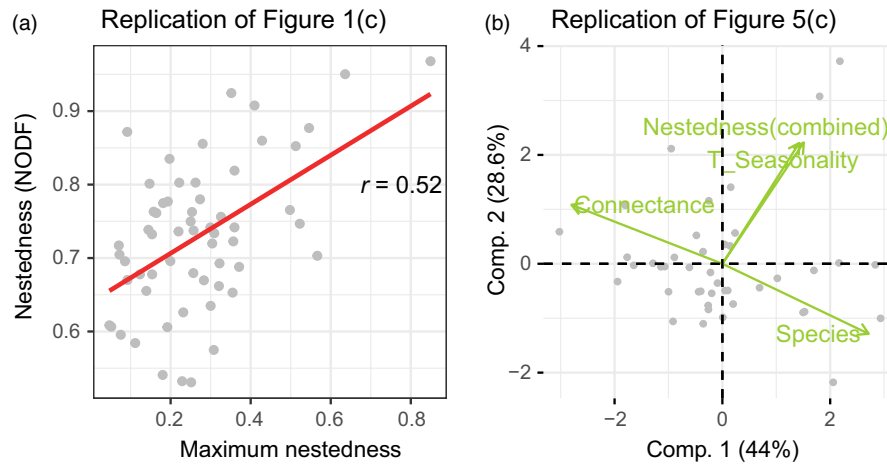 (a)
Replication of Figure 1(c)
Nestedness (NODF)
0.9
0.8
0.7
0.6
r = 0.52
0.2
0.4
0.6
0.8
Maximum nestedness
(b)
Replication of Figure 5(c)
Comp. 2 (28.6%)
4
2
0
−2
Nestedness(combined)
T_Seasonality
Connectance
Species
−2
0
2
Comp. 1 (44%)